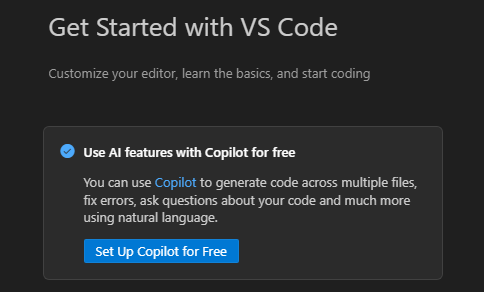 Get Started with VS Code
Customize your editor, learn the basics, and start coding
Use AI features with Copilot for free
You can use Copilot to generate code across multiple files,
fix errors, ask questions about your code and much more
using natural language.
Set Up Copilot for Free